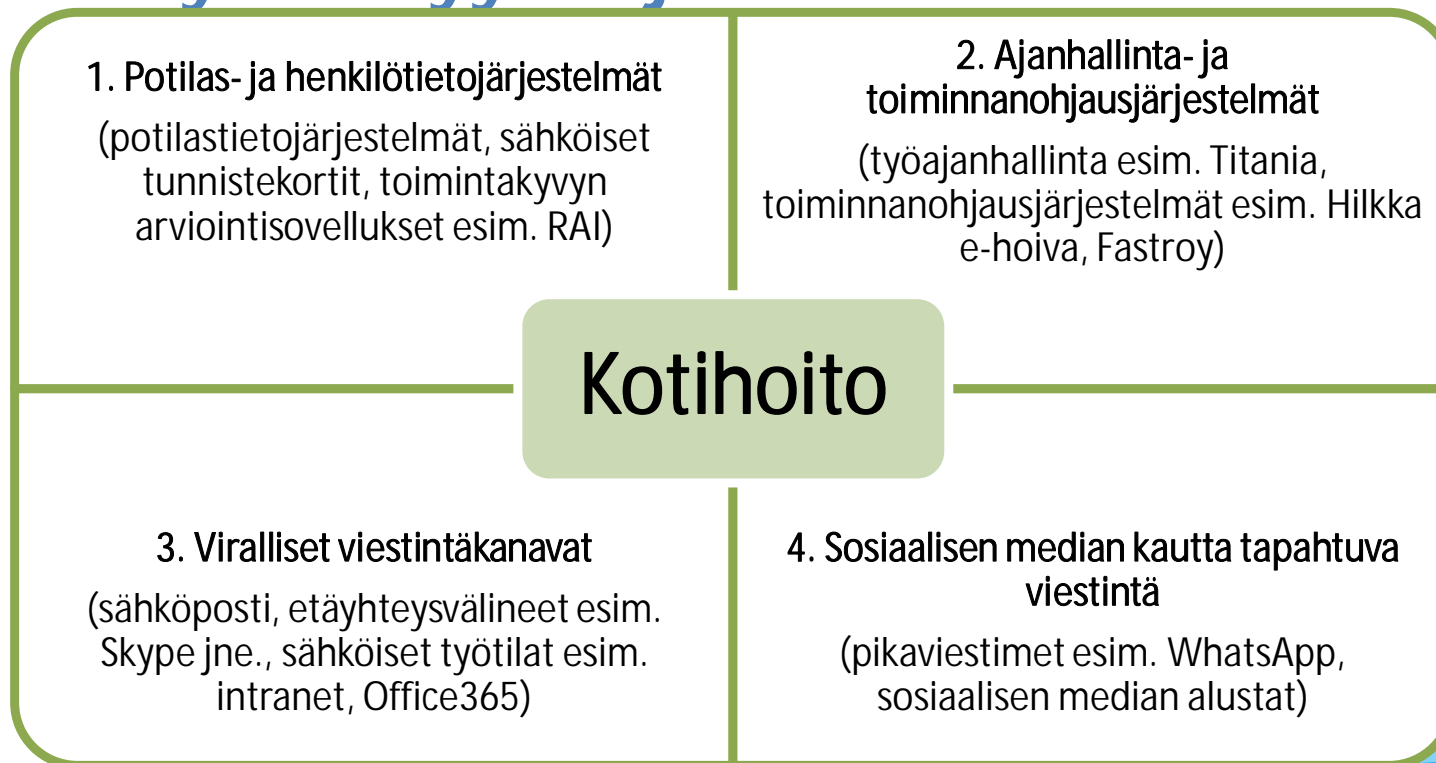 1. Potilas- ja henkilötietojärjestelmät
(potilastietojärjestelmät, sähköiset
tunnistekortit, toimintakyvyn
arviointisovellukset esim. RAI)
2. Ajanhallinta- ja
toiminnanohjausjärjestelmät
(työajanhallinta esim. Titania,
toiminnanohjausjärjestelmät esim. Hilkka
e-hoiva, Fastroy)
Kotihoito
3. Viralliset viestintäkanavat
(sähköposti, etäyhteysvälineet esim.
Skype jne., sähköiset työtilat esim.
intranet, Office365)
4. Sosiaalisen median kautta tapahtuva
viestintä
(pikaviestimet esim. WhatsApp,
sosiaalisen median alustat)